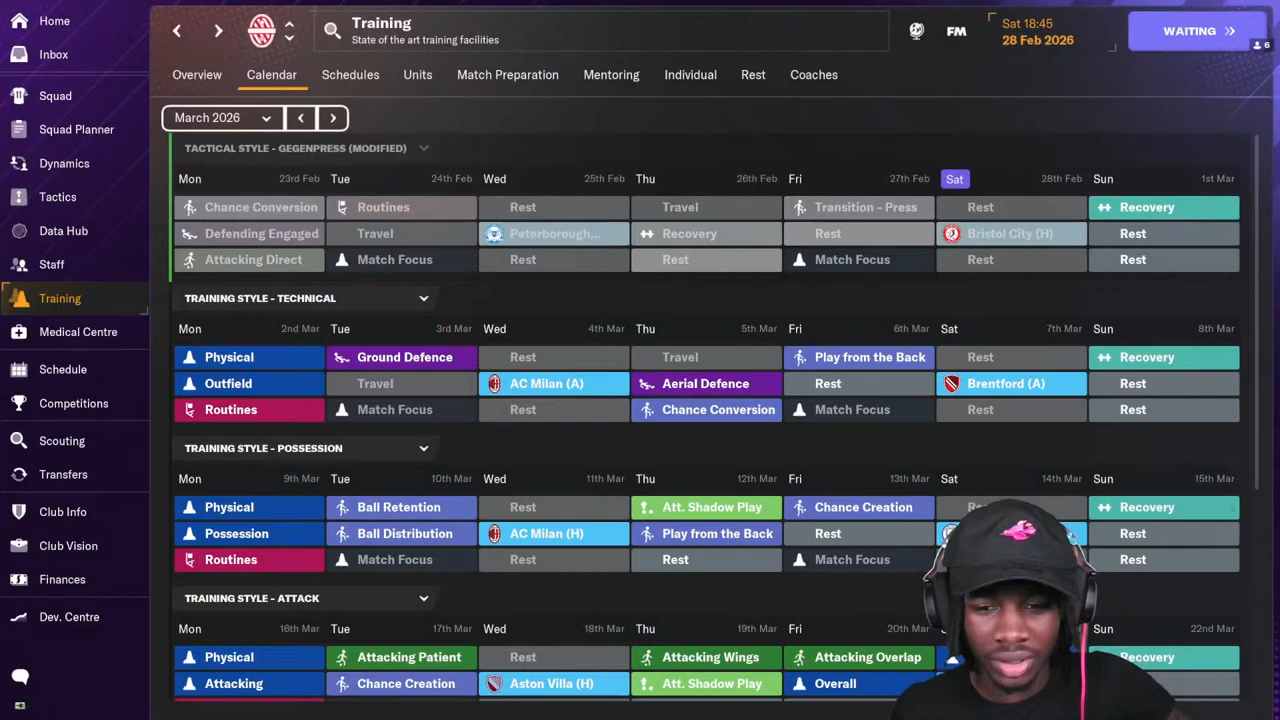 Home
Inbox
Squad
Squad Planner
Dynamics
Tactics
Data Hub
Staff
Training
Medical Centre
Schedule
Competitions
Scouting
Transfers
Club Info
Club Vision
Finances
Dev. Centre
Training
State of the art training facilities
FM
Sat 18:45
28 Feb 2026
WAITING
6
Overview Calendar Schedules Units Match Preparation Mentoring Individual Rest Coaches
March 2026
TACTICAL STYLE - GEGENPRESS (MODIFIED)
Mon 23rd Feb Tue 24th Feb Wed 25th Feb Thu 26th Feb Fri 27th Feb Sat 28th Feb Sun 1st Mar
Chance Conversion Routines Rest Travel Transition - Press Rest Recovery
Defending Engaged Travel Peterborough... Recovery Rest Bristol City (H) Rest
Attacking Direct Match Focus Rest Rest Match Focus Rest Rest
TRAINING STYLE - TECHNICAL
Mon 2nd Mar Tue 3rd Mar Wed 4th Mar Thu 5th Mar Fri 6th Mar Sat 7th Mar Sun 8th Mar
Physical Ground Defence Rest Travel Play from the Back Rest Recovery
Outfield Travel AC Milan (A) Aerial Defence Rest Brentford (A) Rest
Routines Match Focus Rest Chance Conversion Match Focus Rest Rest
TRAINING STYLE - POSSESSION
Mon 9th Mar Tue 10th Mar Wed 11th Mar Thu 12th Mar Fri 13th Mar Sat 14th Mar Sun 15th Mar
Physical Ball Retention Rest Att. Shadow Play Chance Creation Recovery
Possession Ball Distribution AC Milan (H) Play from the Back Rest Rest
Routines Match Focus Rest Rest Match Focus Rest
TRAINING STYLE - ATTACK
Mon 16th Mar Tue 17th Mar Wed 18th Mar Thu 19th Mar Fri 20th Mar Sun 22nd Mar
Physical Attacking Patient Rest Attacking Wings Attacking Overlap Recovery
Attacking Chance Creation Aston Villa (H) Att. Shadow Play Overall Rest